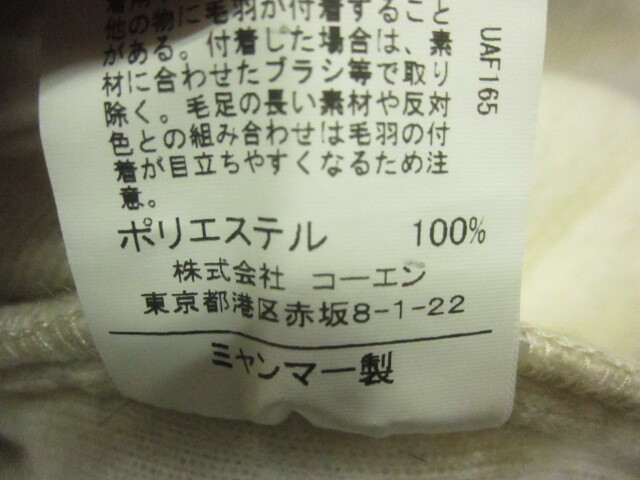 他の物に毛羽が付着すること
がある。付着した場合は、素
材に合わせたブラシ等で取り
除く。毛足の長い素材や反対
色との組み合わせは毛羽の付
着が目立ちやすくなるため注
意。
ポリエステル 100%
株式会社 コーエン
東京都港区赤坂8-1-22
ミャンマー製
UAF165